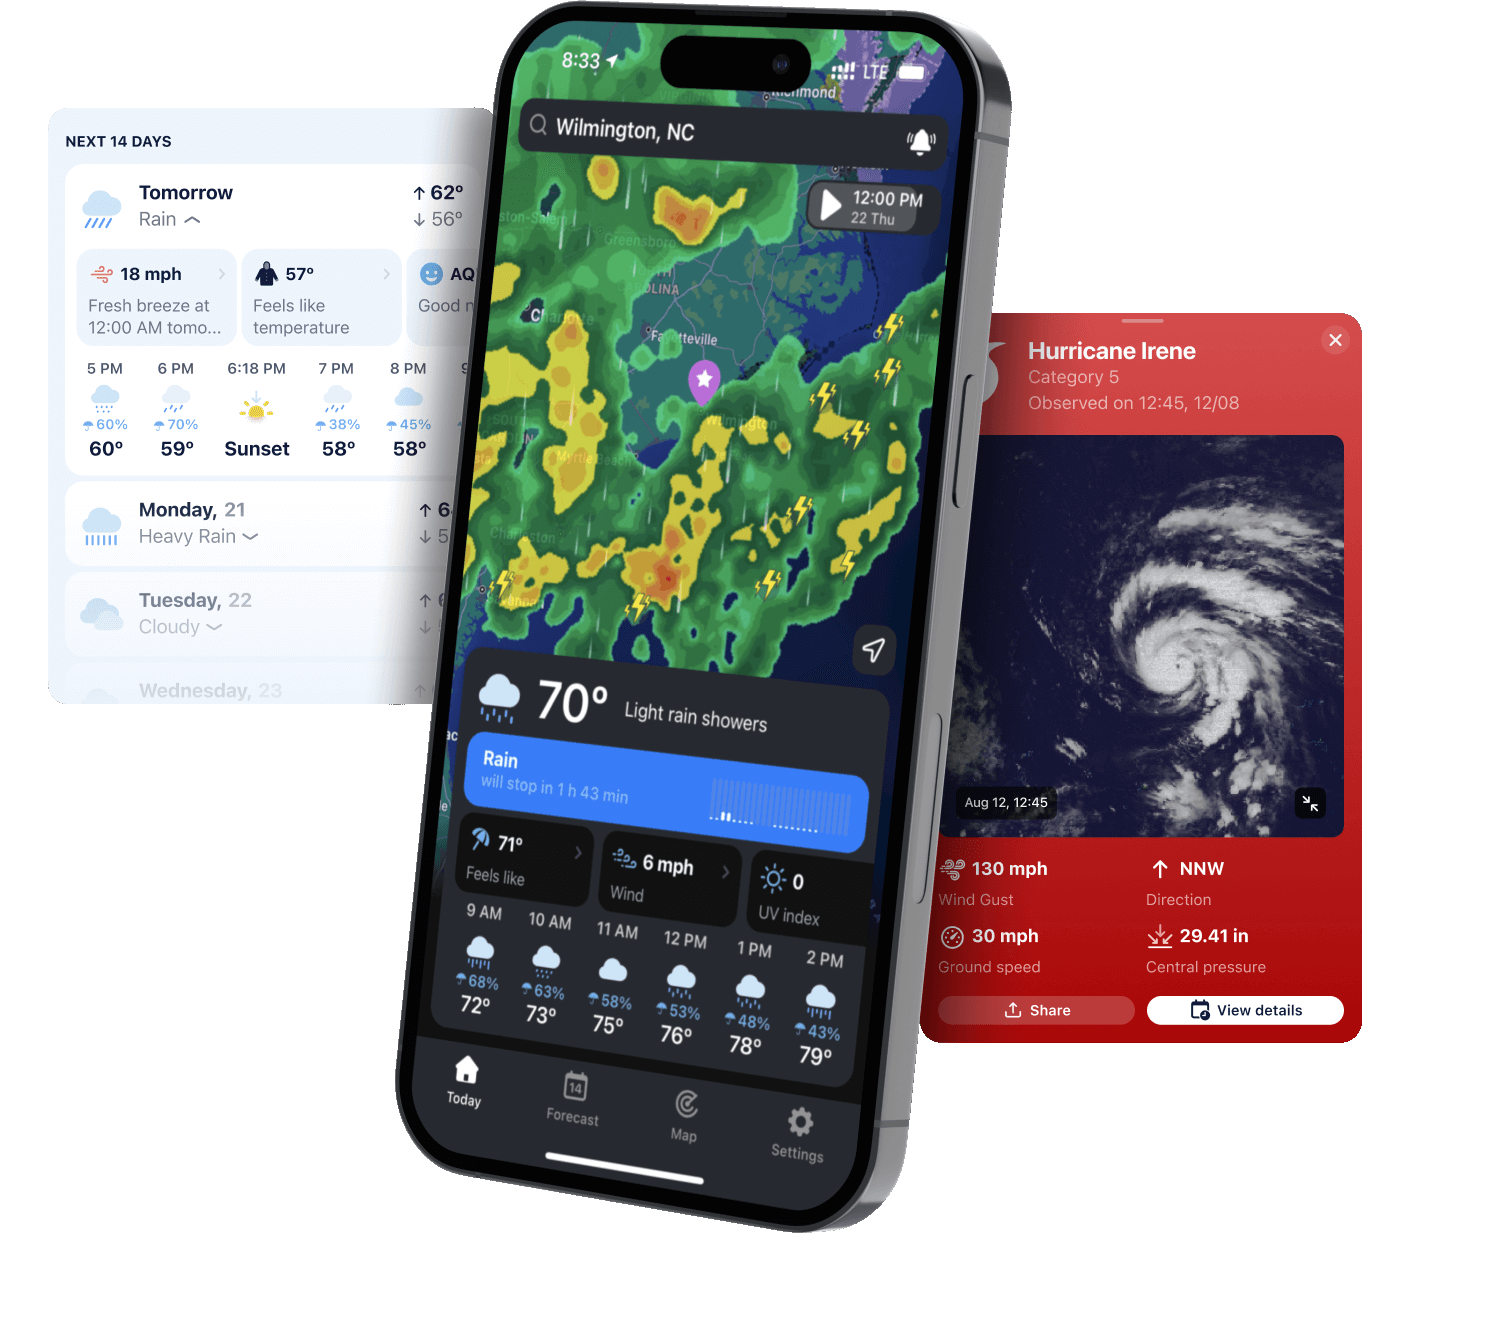 NEXT 14 DAYS
Tomorrow
Rain
62°
56°
18 mph
Fresh breeze at
12:00 AM tomo...
57°
Feels like
temperature
AQ
Good n
5 PM 6 PM 6:18 PM 7 PM 8 PM 9
60% 70% 38% 45%
60° 59° Sunset 58° 58°
Monday, 21
Heavy Rain
6
5
Tuesday, 22
Cloudy
Wednesday, 23
8:33
LTE
Richmond
Wilmington, NC
12:00 PM
22 Thu
ston-Salem
Greensboro
OLINA
Charlotte
Fayetteville
Wilmington
SOUTH
CAROLIN
Myrtle Beach
Charleston
Savanna
70°
Light rain showers
Rain
will stop in 1 h 43 min
71°
Feels like
6 mph
Wind
0
UV index
9 AM 10 AM 11 AM 12 PM 1 PM 2 PM
68% 63% 58% 53% 48% 43%
72° 73° 75° 76° 78° 79°
Today
14
Forecast
Map
Settings
Hurricane Irene
Category 5
Observed on 12:45, 12/08
Aug 12, 12:45
130 mph
Wind Gust
NNW
Direction
30 mph
Ground speed
29.41 in
Central pressure
Share
View details